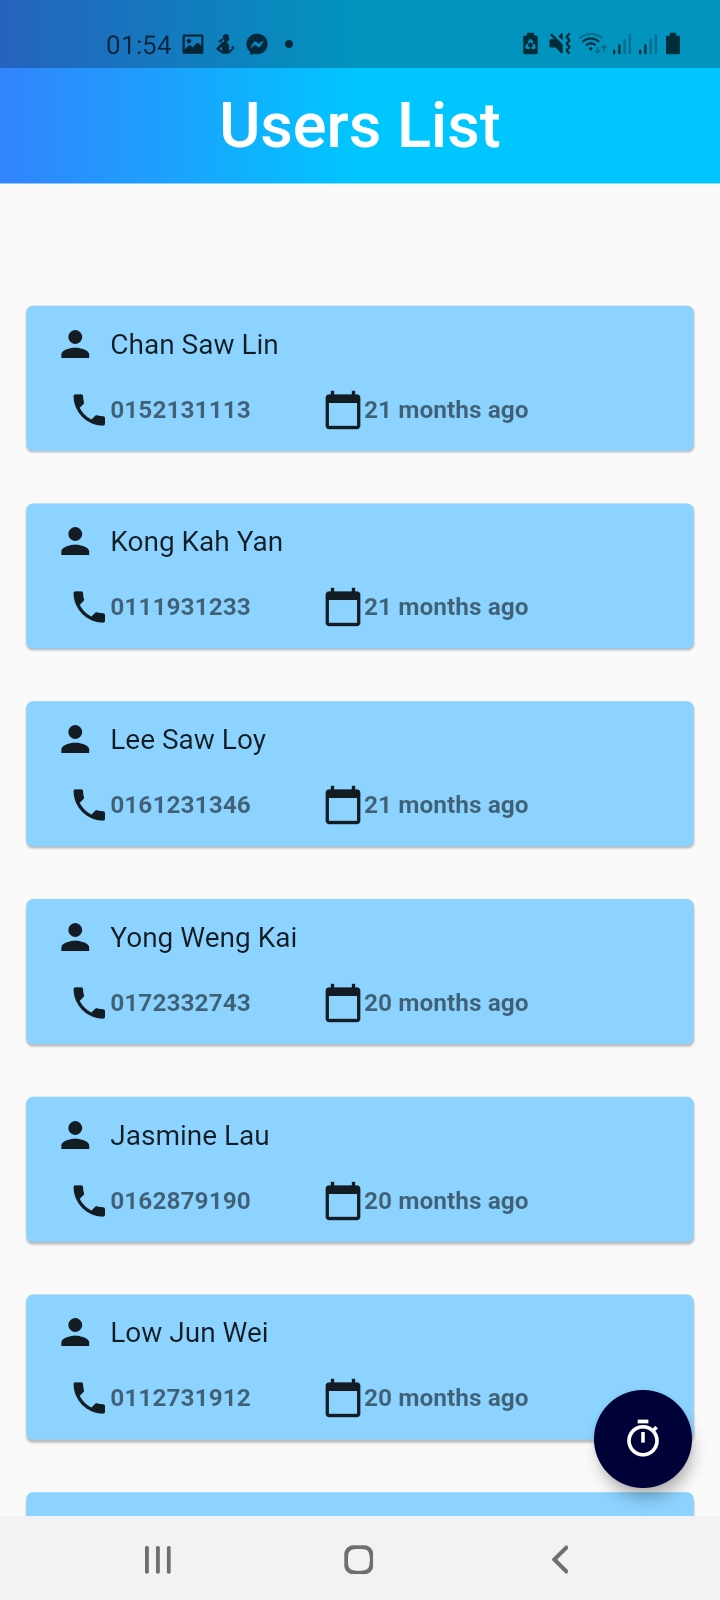 01:54
Users List
Chan Saw Lin
0152131113 21 months ago
Kong Kah Yan
0111931233 21 months ago
Lee Saw Loy
0161231346 21 months ago
Yong Weng Kai
0172332743 20 months ago
Jasmine Lau
0162879190 20 months ago
Low Jun Wei
0112731912 20 months ago